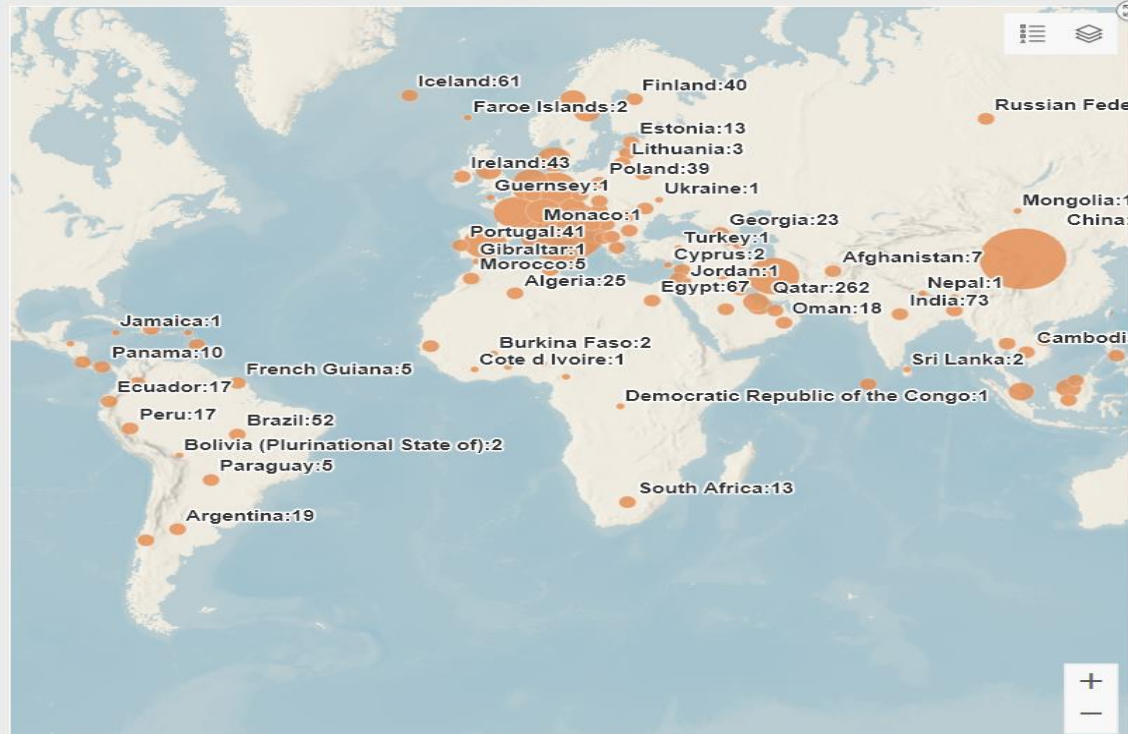 Iceland:61
Finland:40
Faroe Islands:2
Russian Fede
Estonia:13
Lithuania:3
Ireland:43
Poland:39
Guernsey:1
Ukraine:1
Mongolia:1
Monaco:1
Georgia:23
China:
Portugal:41
Turkey:1
Gibraltar:1
Cyprus:2
Afghanistan:7
Morocco:5
Jordan:1
Algeria:25
Egypt:67
Qatar:262
Nepal:1
India:73
Oman:18
Jamaica:1
Burkina Faso:2
Cambodi
Panama:10
Cote d Ivoire:1
Sri Lanka:2
French Guiana:5
Ecuador:17
Democratic Republic of the Congo:1
Peru:17
Brazil:52
Bolivia (Plurinational State of):2
Paraguay:5
South Africa:13
Argentina:19